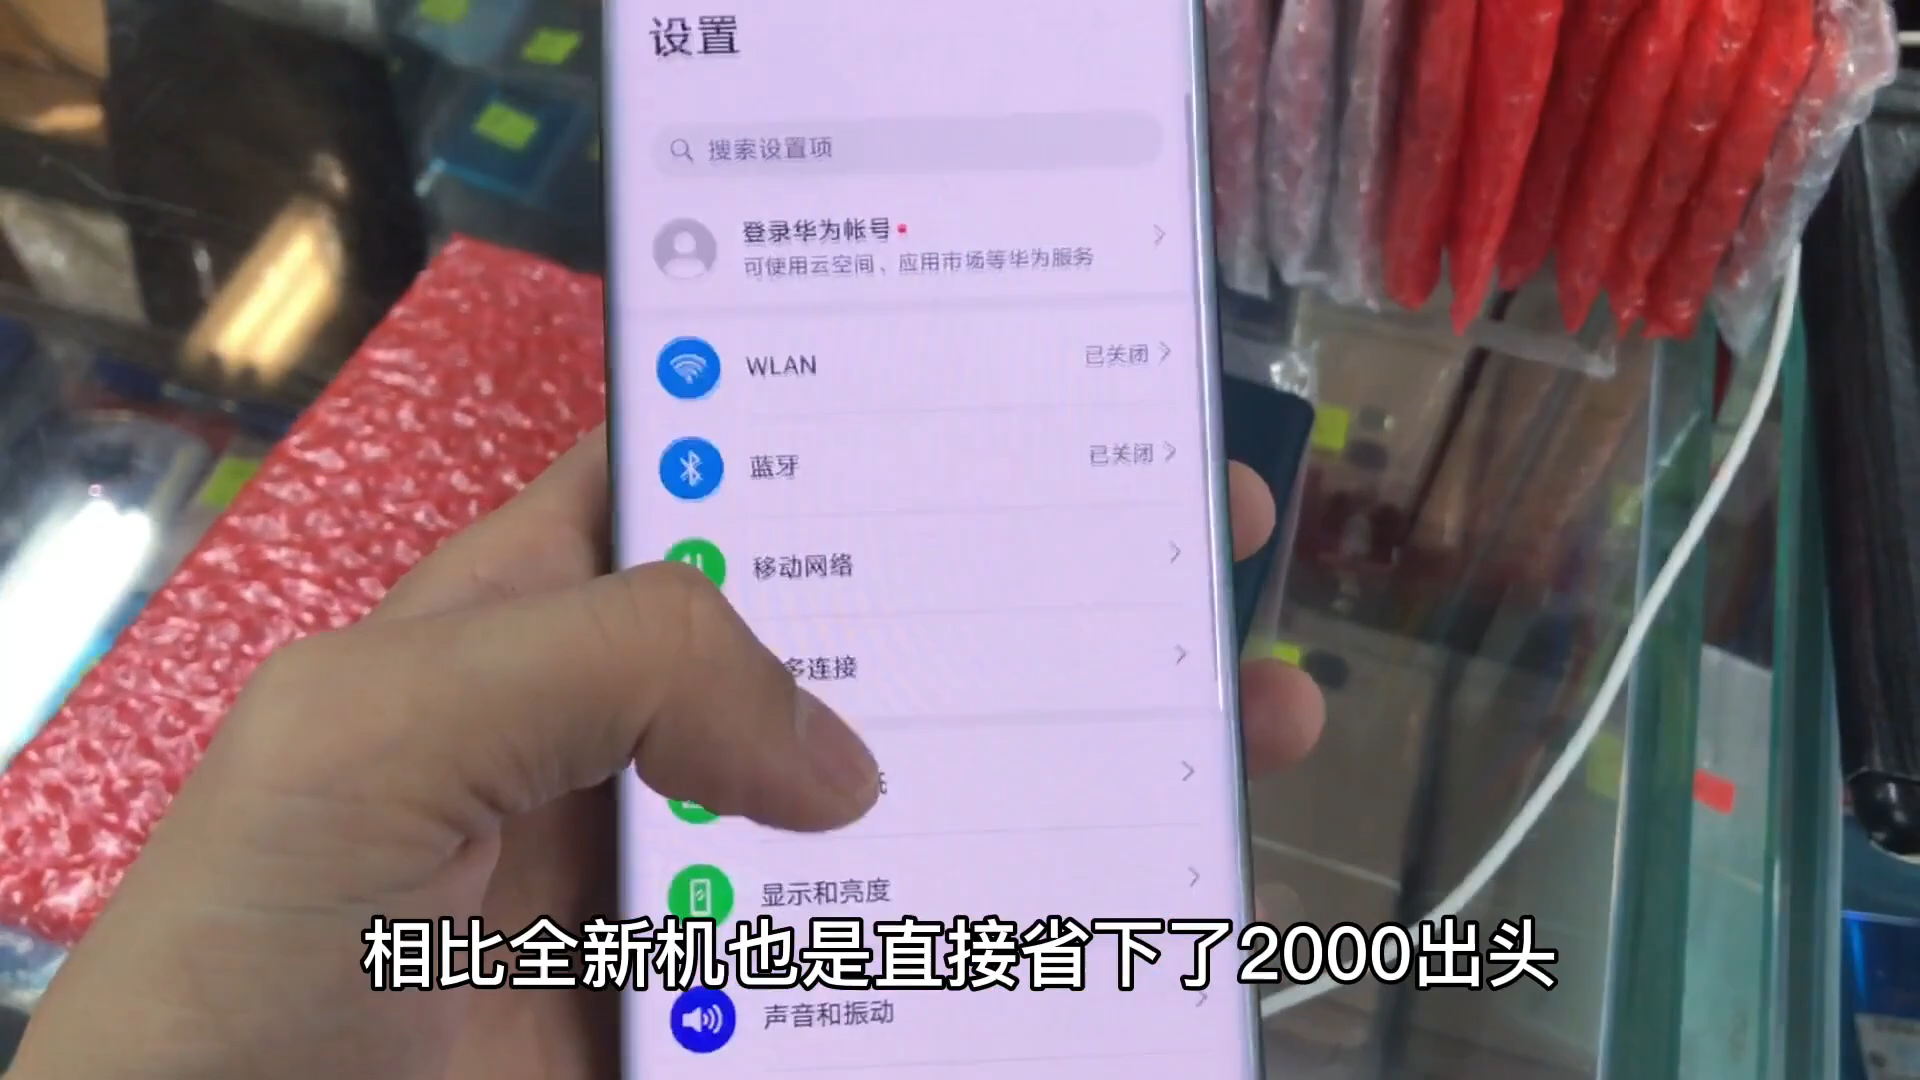 设置
搜索设置项
登录华为帐号
可使用云空间、应用市场等华为服务
WLAN
已关闭
蓝牙
已关闭
移动网络
多连接
显示和亮度
相比全新机也是直接省下了2000出头
声音和振动